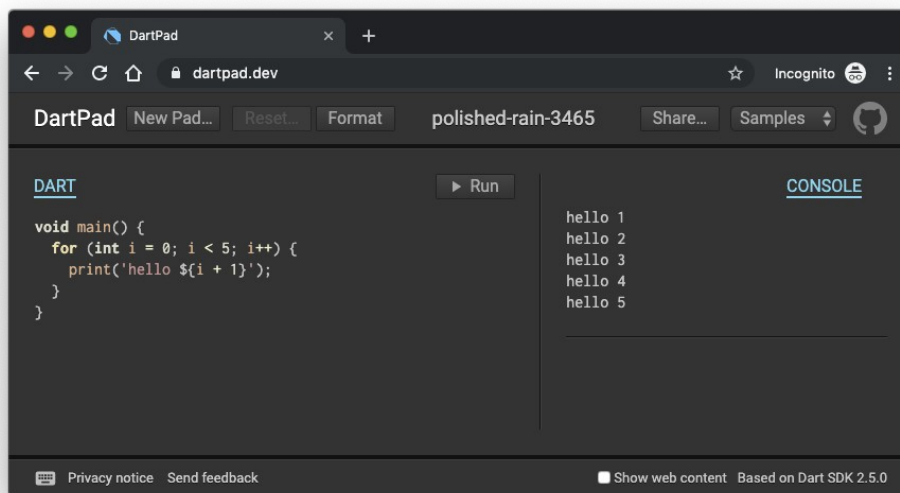 DartPad
dartpad.dev
Incognito
DartPad
New Pad...
Reset...
Format
polished-rain-3465
Share...
Samples
DART
Run
CONSOLE
void main() {
  for (int i = 0; i < 5; i++) {
    print('hello ${i + 1}');
  }
}
hello 1
hello 2
hello 3
hello 4
hello 5
Privacy notice
Send feedback
Show web content
Based on Dart SDK 2.5.0